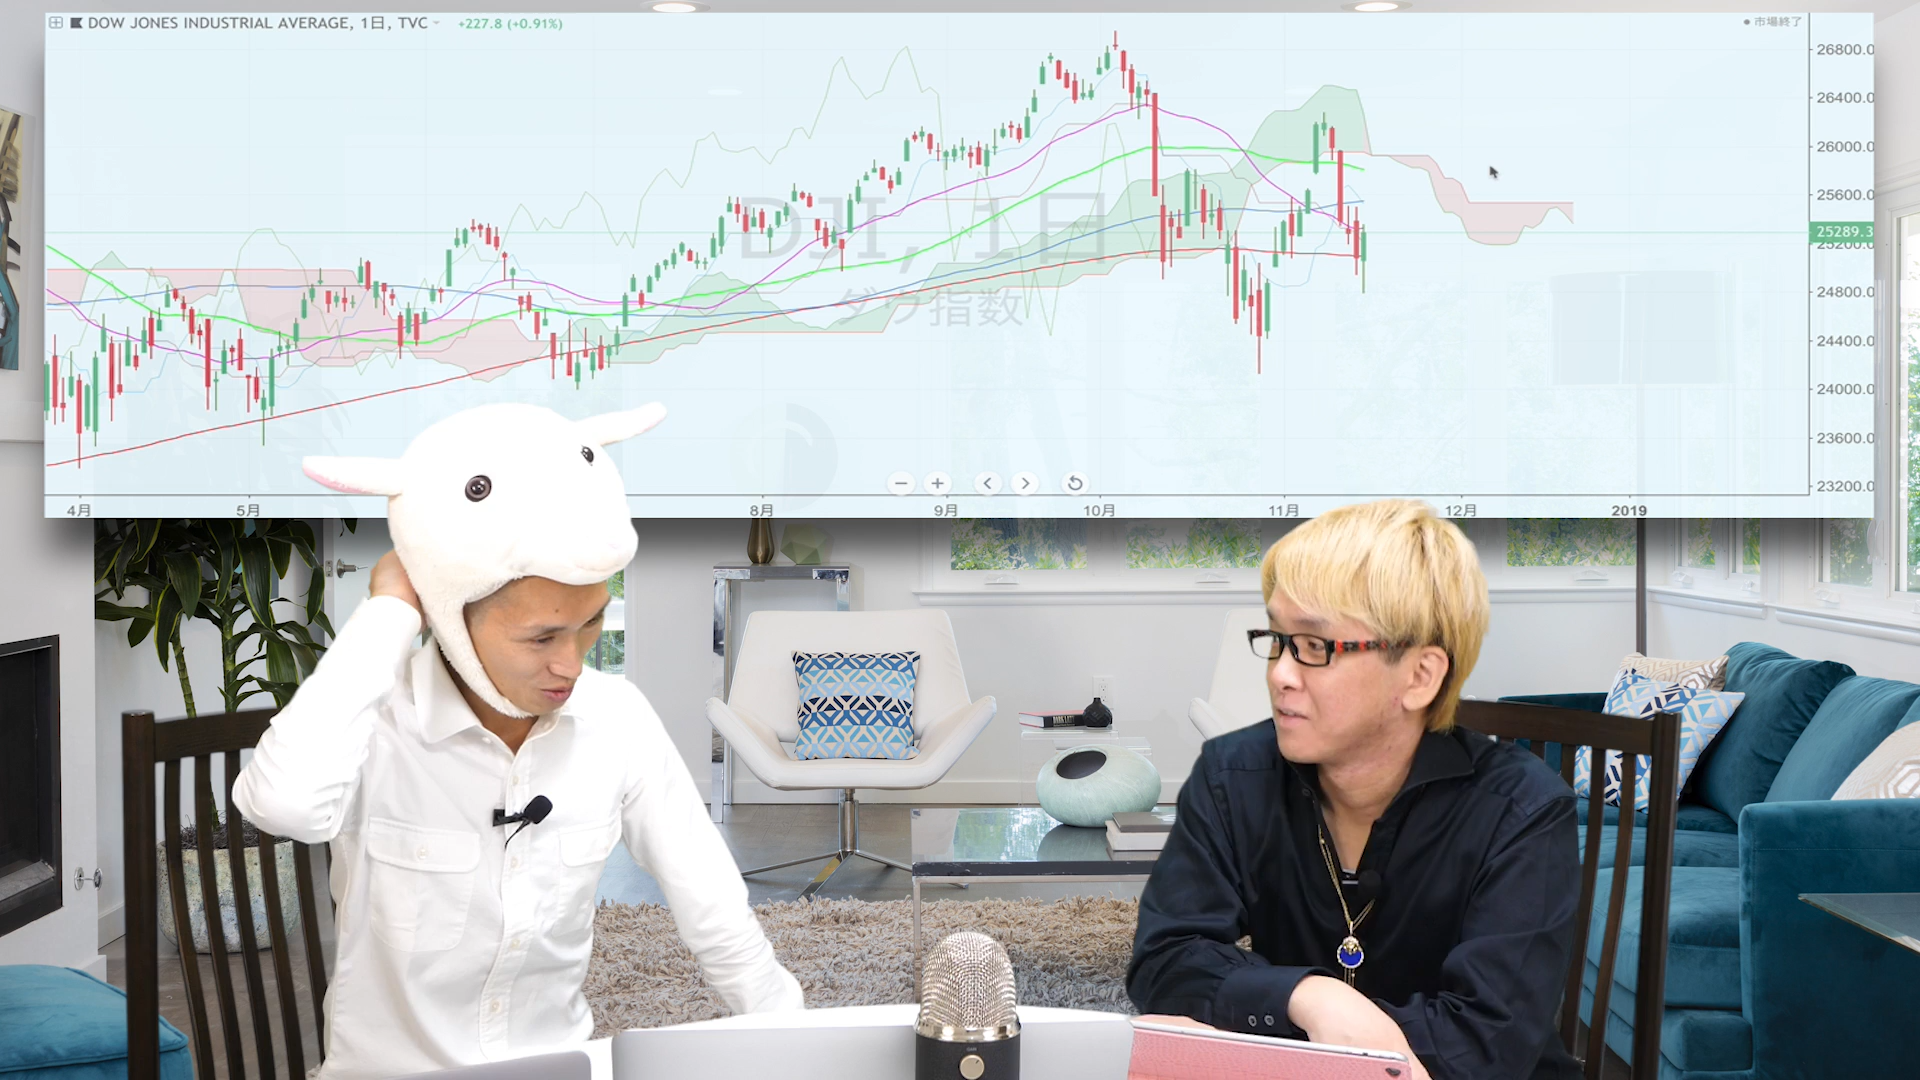 DOW JONES INDUSTRIAL AVERAGE, 1日, TVC +227.8 (+0.91%)
市場終了
26800.0
26400.0
26000.0
25600.0
25289.3
25200.0
24800.0
24400.0
24000.0
23600.0
23200.0
DJI, 1日
ダウ指数
4月 5月 8月 9月 10月 11月 12月 2019